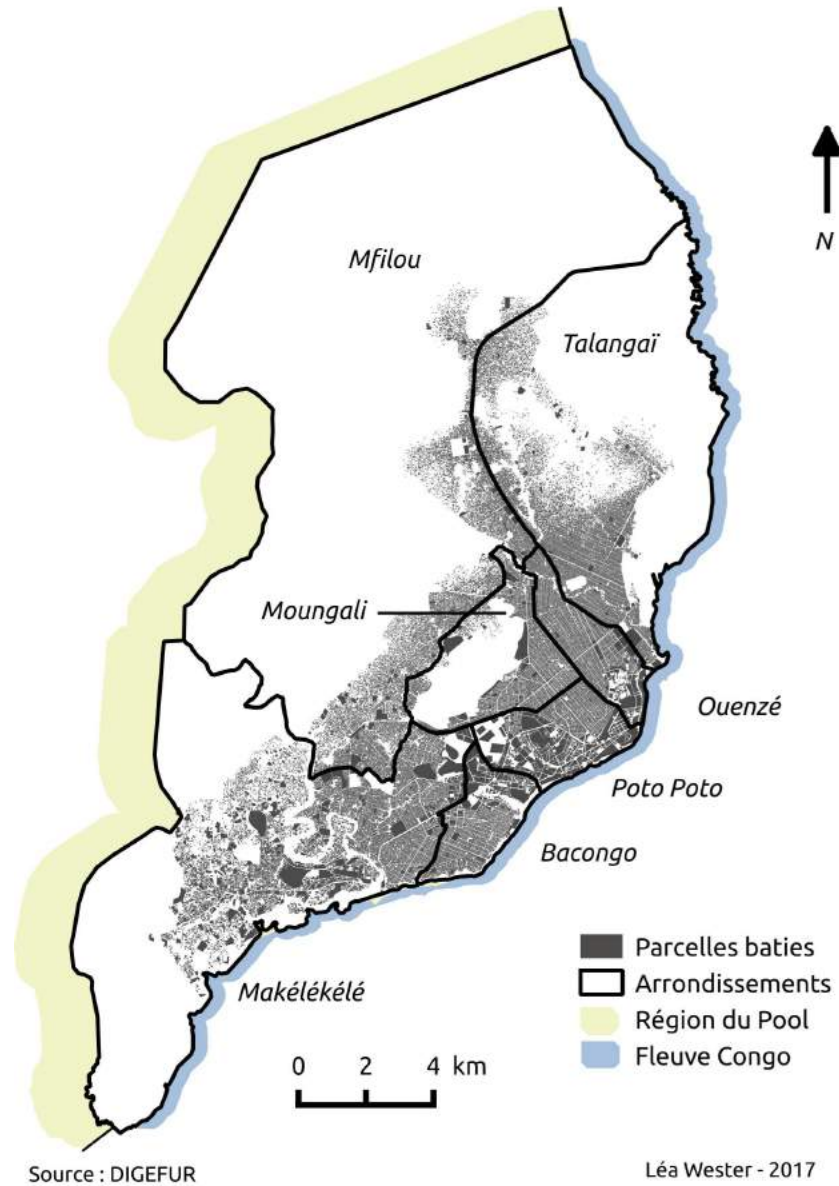 Mfilou
N
Talangaï
Moungali
Ouenzé
Poto Poto
Bacongo
Makélékélé
Parcelles baties
Arrondissements
Région du Pool
Fleuve Congo
0 2 4 km
Source : DIGEFUR
Léa Wester - 2017